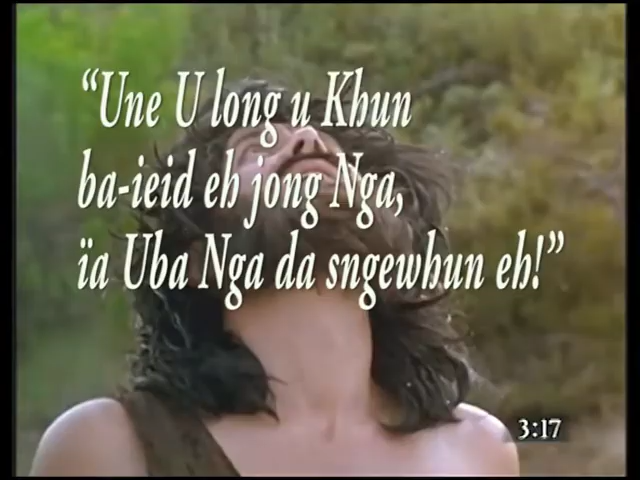 “Une U long u Khun
ba-ieid eh jong Nga,
ïa Uba Nga da sngewhun eh!”
3:17